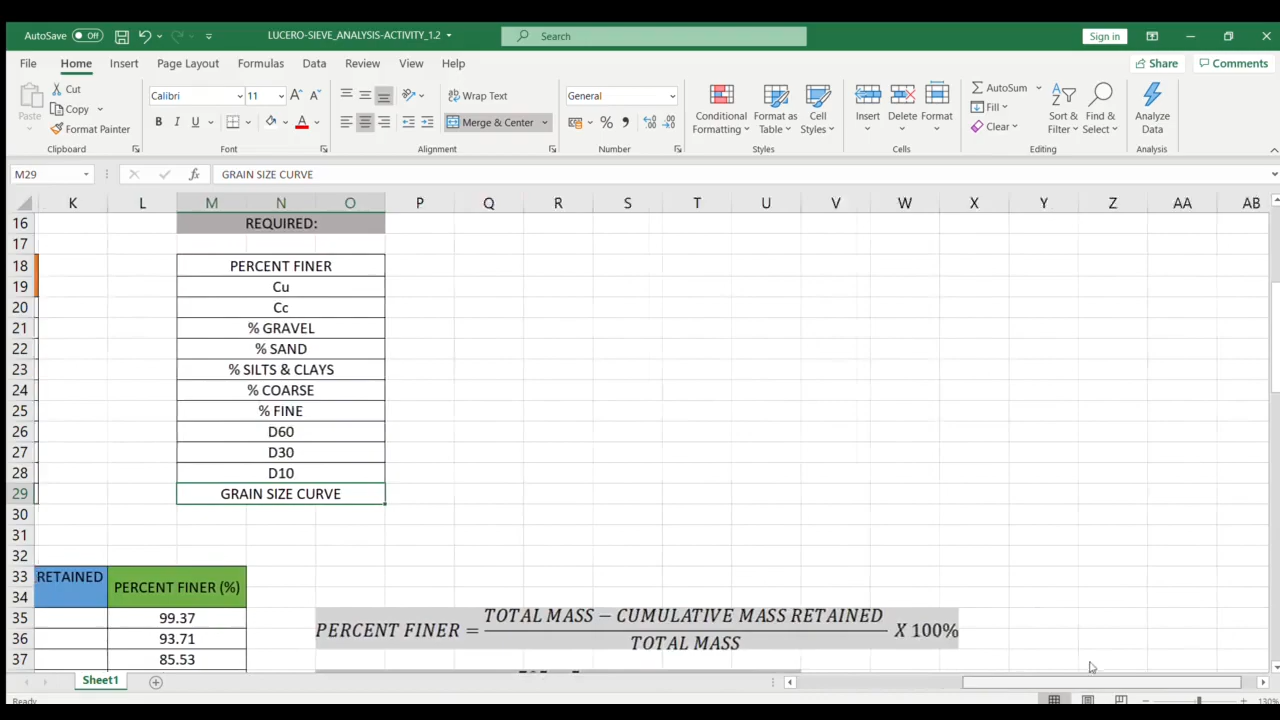 AutoSave Off LUCERO-SIEVE_ANALYSIS-ACTIVITY_1.2 Search Sign in
File Home Insert Page Layout Formulas Data Review View Help Share Comments
Paste Cut Copy Format Painter
Calibri 11 A A
B I U A
Wrap Text
Merge & Center
General
% 
Conditional Formatting Format as Table Cell Styles
Insert Delete Format
AutoSum Fill Clear
Sort & Filter Find & Select
Analyze Data
Clipboard Font Alignment Number Styles Cells Editing Analysis
M29 fx GRAIN SIZE CURVE
K L M N O P Q R S T U V W X Y Z AA AB
16 REQUIRED:
17
18 PERCENT FINER
19 Cu
20 Cc
21 % GRAVEL
22 % SAND
23 % SILTS & CLAYS
24 % COARSE
25 % FINE
26 D60
27 D30
28 D10
29 GRAIN SIZE CURVE
30
31
32
33 RETAINED PERCENT FINER (%)
34
35 99.37
36 93.71
37 85.53
PERCENT FINER = TOTAL MASS − CUMULATIVE MASS RETAINED
TOTAL MASS
X 100%
Sheet1
Ready 130%